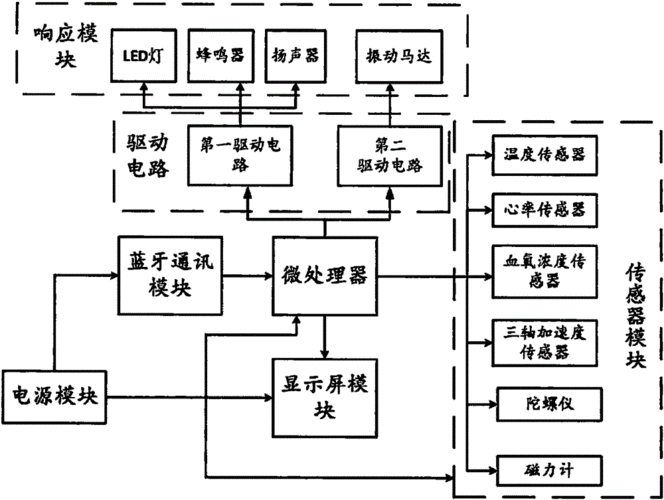 响应模
块
LED灯
蜂鸣器
扬声器
振动马达
驱动
电路
第一驱动电
路
第二
驱动电路
温度传感器
心率传感器
血氧浓度传
感器
三轴加速度
传感器
陀螺仪
磁力计
传感器模块
蓝牙通讯
模块
微处理器
电源模块
显示屏模
块